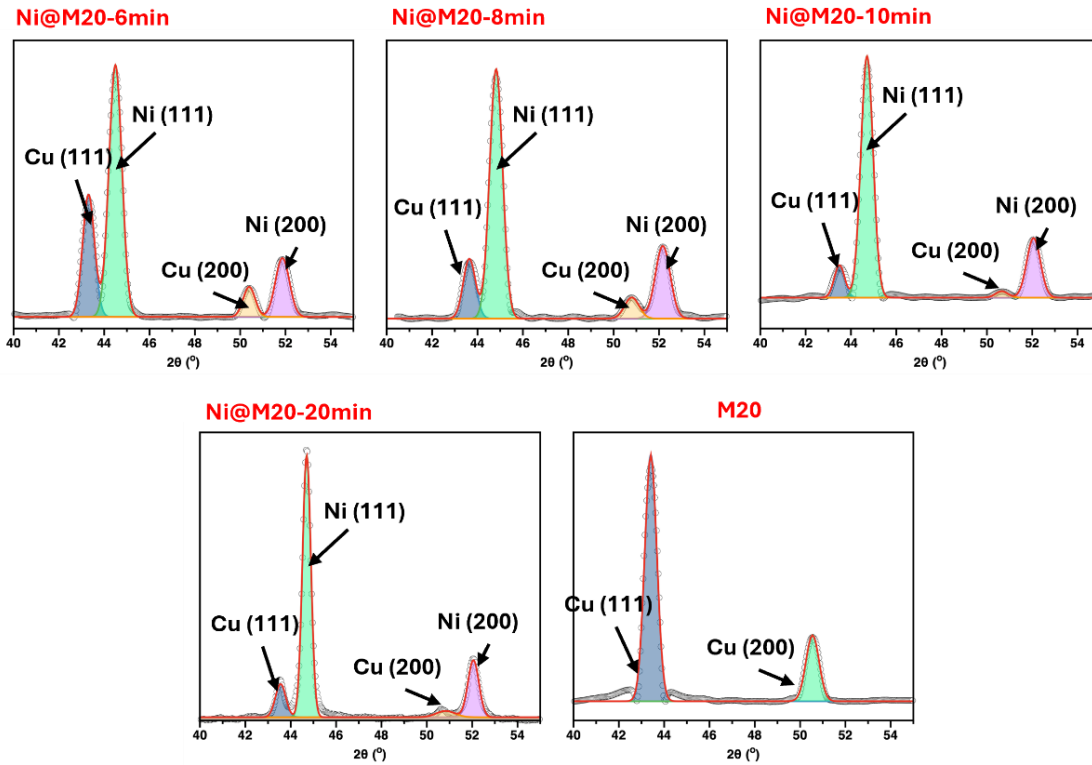 Ni@M20-6min
Ni (111)
Cu (111)
Ni (200)
Cu (200)
40 42 44 46 48 50 52 54
2θ (°)
Ni@M20-8min
Ni (111)
Cu (111)
Ni (200)
Cu (200)
40 42 44 46 48 50 52 54
2θ (°)
Ni@M20-10min
Ni (111)
Cu (111)
Ni (200)
Cu (200)
40 42 44 46 48 50 52 54
2θ (°)
Ni@M20-20min
Ni (111)
Cu (111)
Ni (200)
Cu (200)
40 42 44 46 48 50 52 54
2θ (°)
M20
Cu (111)
Cu (200)
40 42 44 46 48 50 52 54
2θ (°)